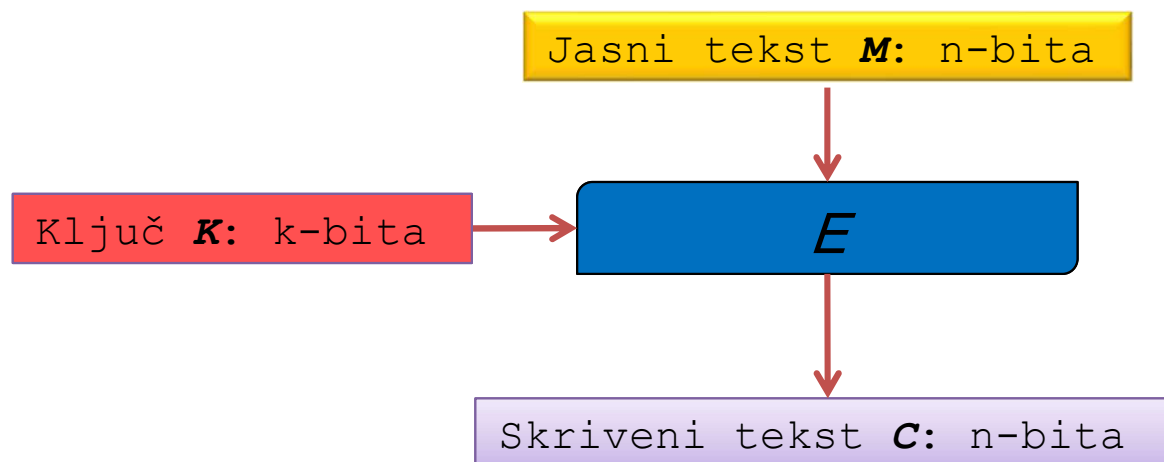 Jasni tekst M: n-bita
Ključ K: k-bita
E
Skriveni tekst C: n-bita